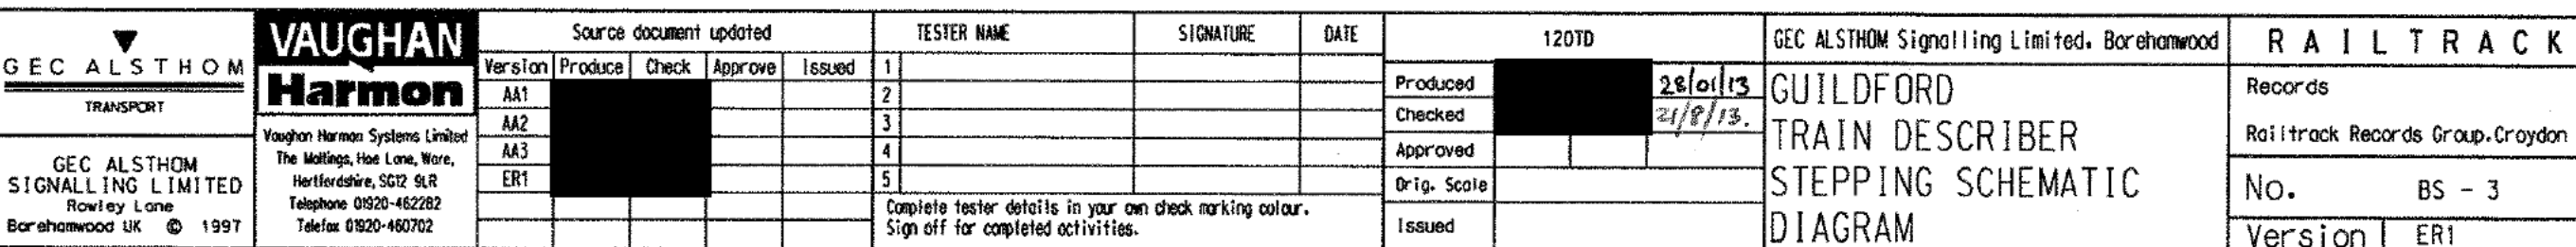 GEC ALSTHOM
TRANSPORT
GEC ALSTHOM
SIGNALLING LIMITED
Rowley Lane
Borehamwood UK © 1997
VAUGHAN
Harmon
Vaughan Harmon Systems Limited
The Maltings, Hoe Lane, Ware,
Hertfordshire, SG12 9LR
Telephone 01920-462282
Telefax 01920-460702
Source document updated
Version Produce Check Approve Issued
AA1
AA2
AA3
ER1
TESTER NAME SIGNATURE DATE
1
2
3
4
5
Complete tester details in your own check marking colour.
Sign off for completed activities.
120TD
Produced 28/01/13
Checked 21/8/13.
Approved
Orig. Scale
Issued
GEC ALSTHOM Signalling Limited. Borehamwood
GUILDFORD
TRAIN DESCRIBER
STEPPING SCHEMATIC
DIAGRAM
RAILTRACK
Records
Railtrack Records Group.Croydon
No. BS - 3
Version ER1